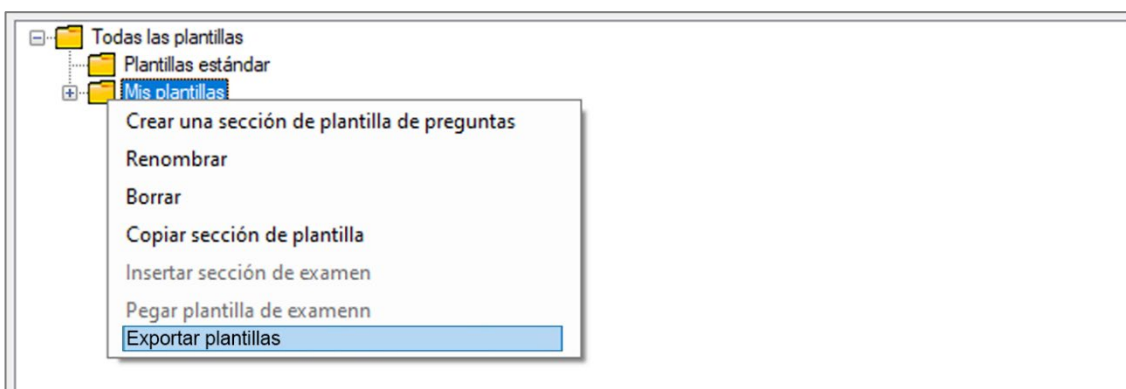 Todas las plantillas
Plantillas estándar
Mis plantillas
Crear una sección de plantilla de preguntas
Renombrar
Borrar
Copiar sección de plantilla
Insertar sección de examen
Pegar plantilla de examenn
Exportar plantillas